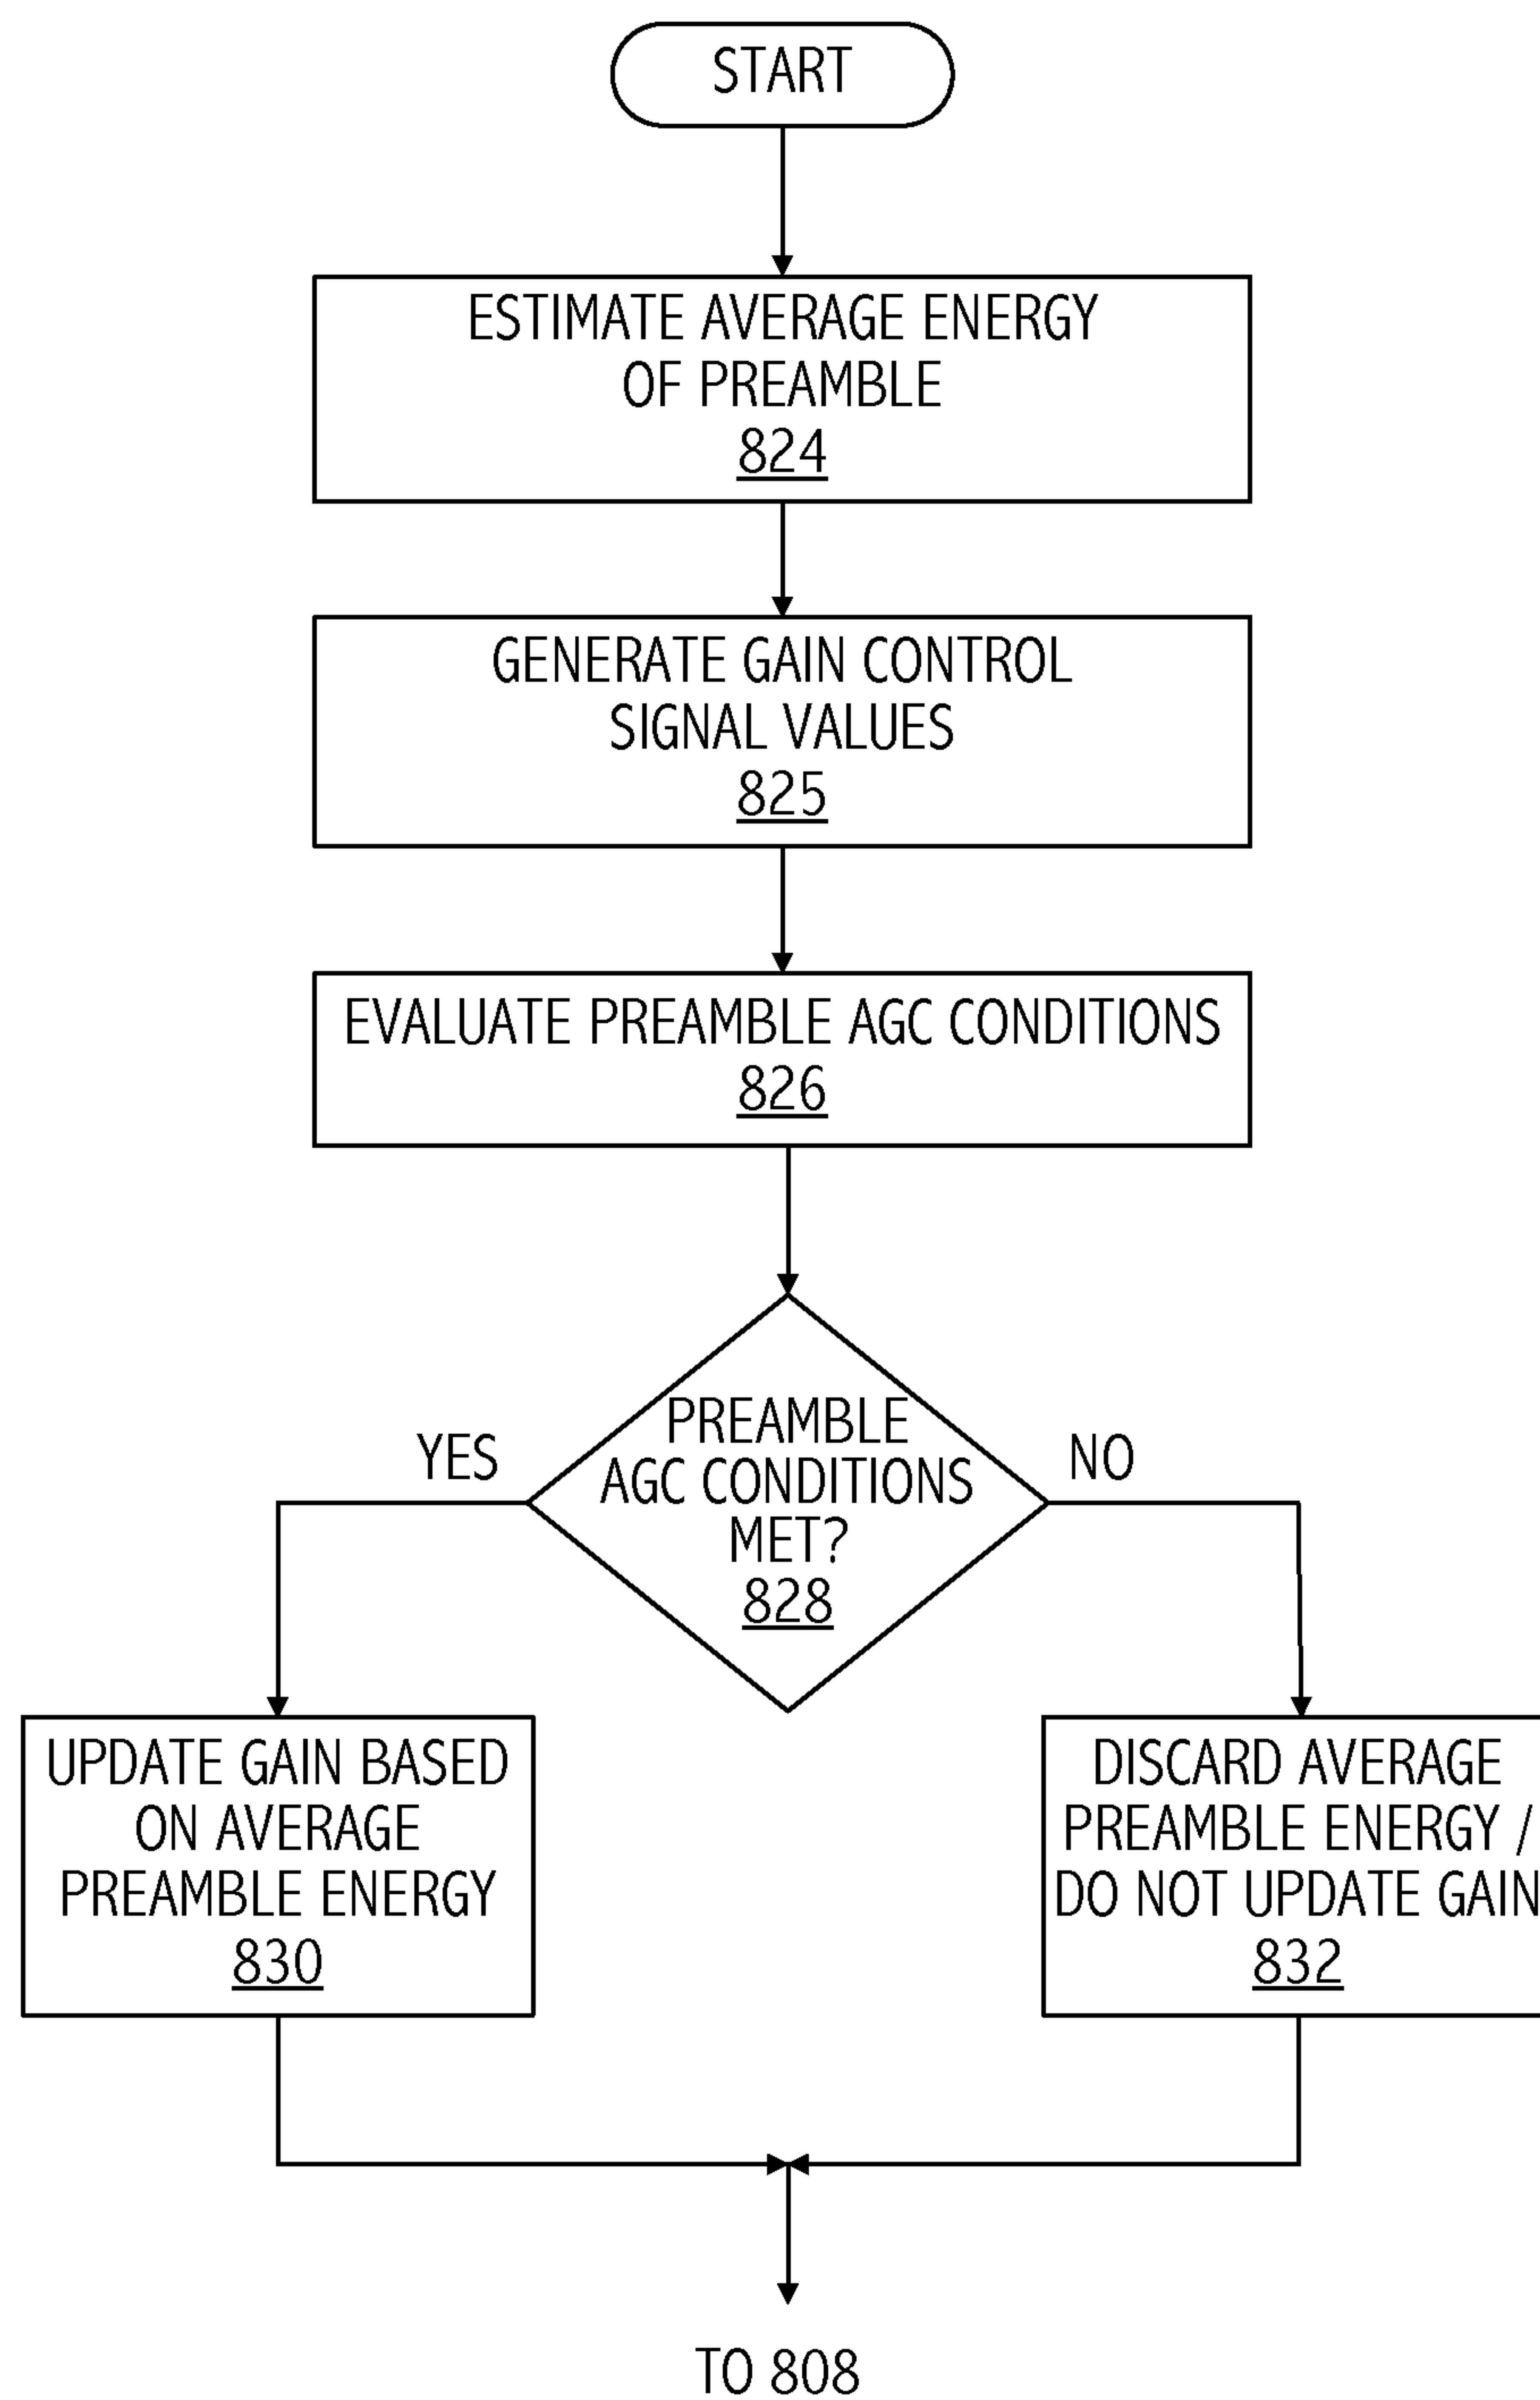 START
ESTIMATE AVERAGE ENERGY
OF PREAMBLE
824
GENERATE GAIN CONTROL
SIGNAL VALUES
825
EVALUATE PREAMBLE AGC CONDITIONS
826
PREAMBLE
AGC CONDITIONS
MET?
828
YES
NO
UPDATE GAIN BASED
ON AVERAGE
PREAMBLE ENERGY
830
DISCARD AVERAGE
PREAMBLE ENERGY /
DO NOT UPDATE GAIN
832
TO 808